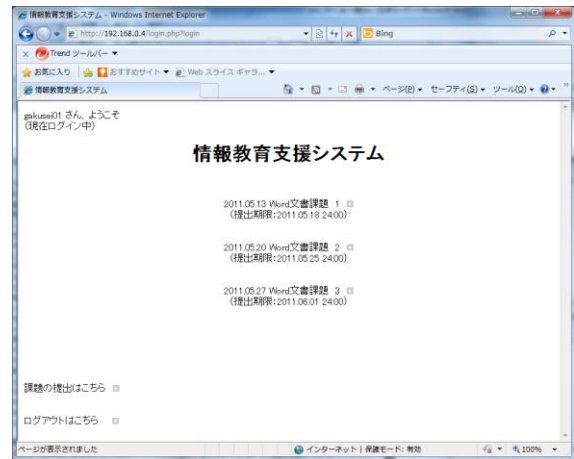 情報教育支援システム - Windows Internet Explorer
http://192.168.0.4/login.php?login
Bing
x Trend ツールバー ▼
お気に入り おすすめサイト ▼ Web スライス ギャラ... ▼
情報教育支援システム
ページ(P) ▼ セーフティ(S) ▼ ツール(O) ▼
gakusei01 さん、ようこそ
(現在ログイン中)
情報教育支援システム
2011.05.13 Word文書課題 1
(提出期限:2011.05.18 24:00)
2011.05.20 Word文書課題 2
(提出期限:2011.05.25 24:00)
2011.05.27 Word文書課題 3
(提出期限:2011.06.01 24:00)
課題の提出はこちら
ログアウトはこちら
ページが表示されました
インターネット | 保護モード: 有効
100%